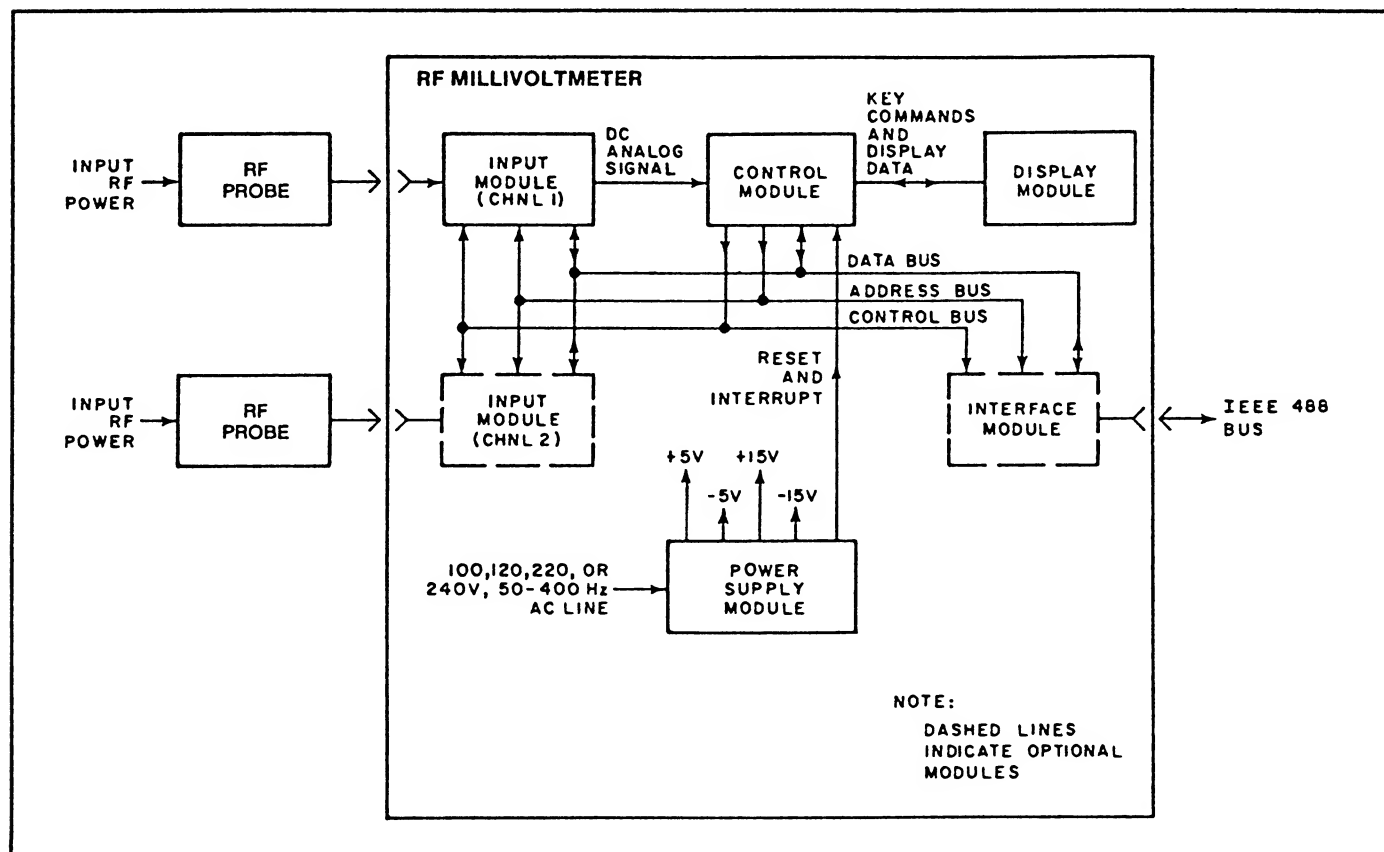 RF MILLIVOLTMETER
INPUT
RF
POWER
RF
PROBE
INPUT
MODULE
(CHNL 1)
DC
ANALOG
SIGNAL
CONTROL
MODULE
KEY
COMMANDS
AND
DISPLAY
DATA
DISPLAY
MODULE
DATA BUS
ADDRESS BUS
CONTROL BUS
INPUT
RF
POWER
RF
PROBE
INPUT
MODULE
(CHNL 2)
RESET
AND
INTERRUPT
INTERFACE
MODULE
IEEE 488
BUS
+5V
-5V
+15V
-15V
100,120,220, OR
240V, 50-400 Hz
AC LINE
POWER
SUPPLY
MODULE
NOTE:
DASHED LINES
INDICATE OPTIONAL
MODULES